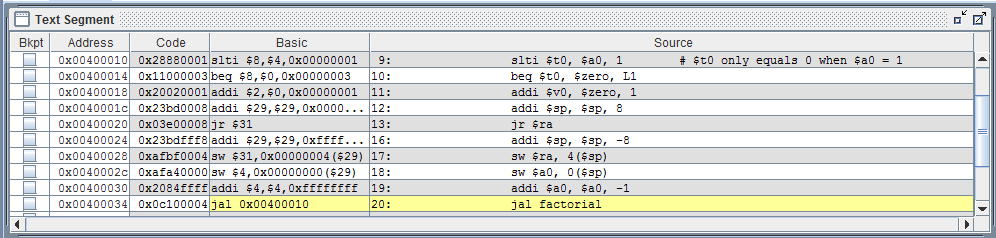 Text Segment
Bkpt Address Code Basic Source
0x00400010 0x28880001 slti $8,$4,0x00000001 9: slti $t0, $a0, 1 # $t0 only equals 0 when $a0 = 1
0x00400014 0x11000003 beq $8,$0,0x00000003 10: beq $t0, $zero, L1
0x00400018 0x20020001 addi $2,$0,0x00000001 11: addi $v0, $zero, 1
0x0040001c 0x23bd0008 addi $29,$29,0x0000... 12: addi $sp, $sp, 8
0x00400020 0x03e00008 jr $31 13: jr $ra
0x00400024 0x23bdfff8 addi $29,$29,0xffff... 16: addi $sp, $sp, -8
0x00400028 0xafbf0004 sw $31,0x00000004($29) 17: sw $ra, 4($sp)
0x0040002c 0xafa40000 sw $4,0x00000000($29) 18: sw $a0, 0($sp)
0x00400030 0x2084ffff addi $4,$4,0xffffffff 19: addi $a0, $a0, -1
0x00400034 0x0c100004 jal 0x00400010 20: jal factorial